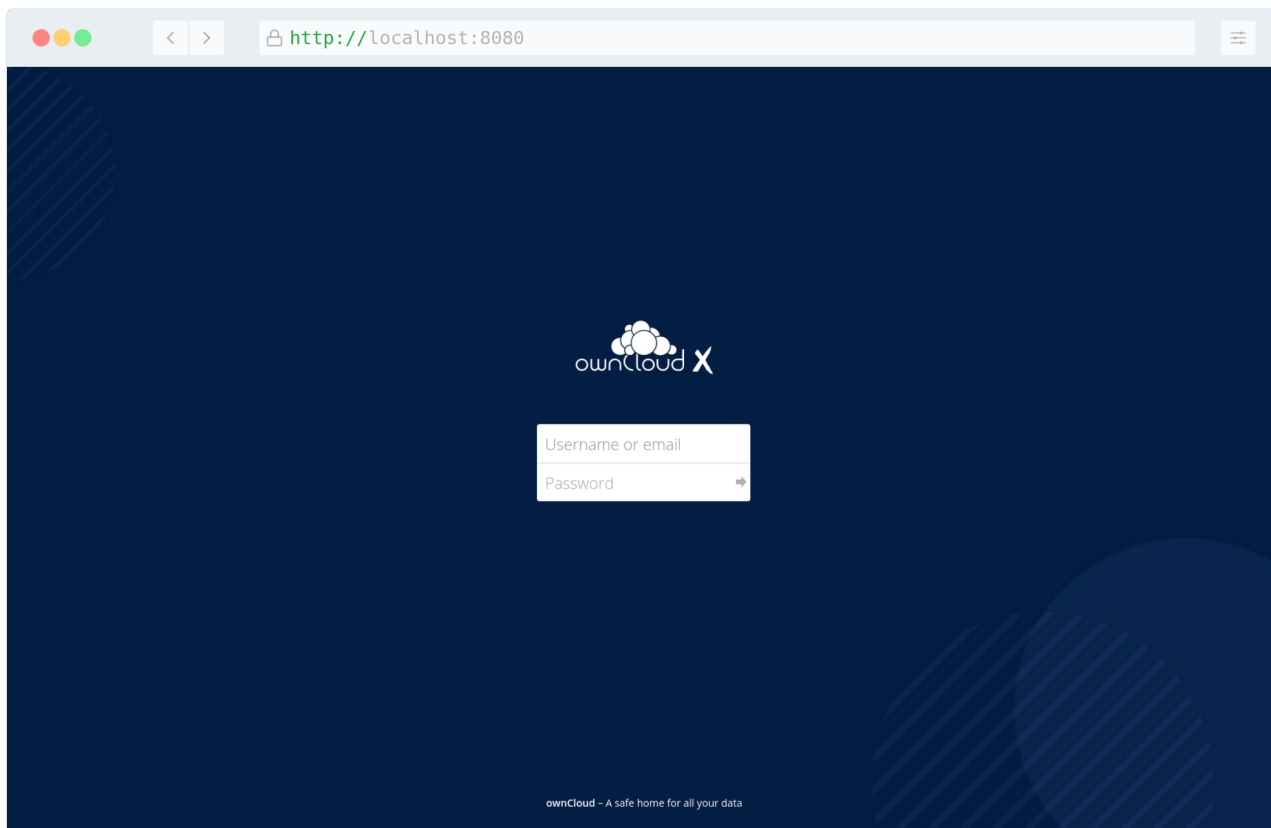 http://localhost:8080
ownCloud X
Username or email
Password
ownCloud – A safe home for all your data